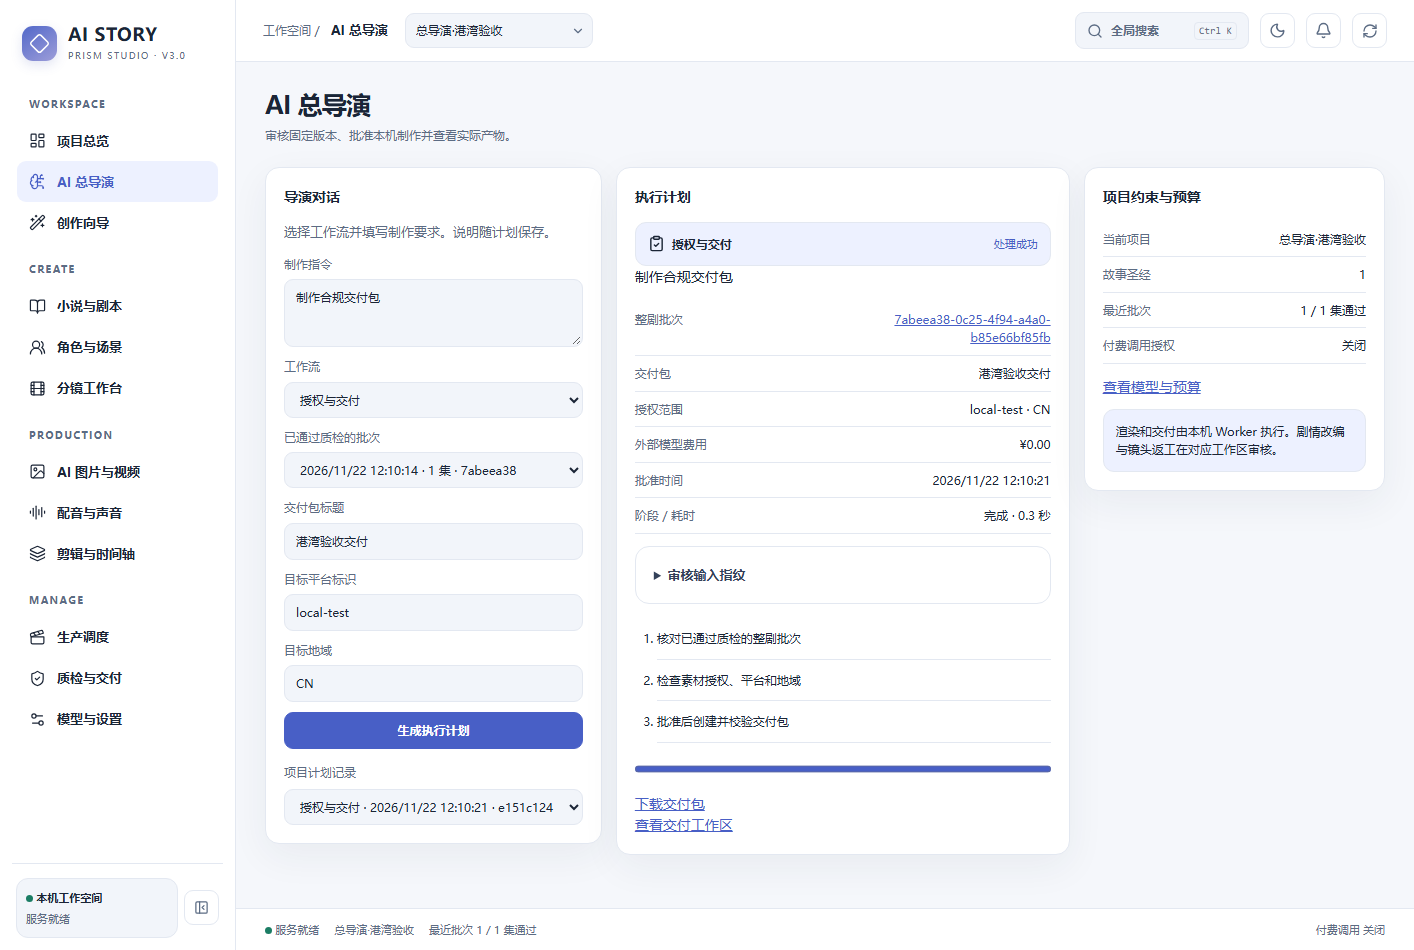 AI STORY
PRISM STUDIO · V3.0
WORKSPACE
项目总览
AI 总导演
创作向导
CREATE
小说与剧本
角色与场景
分镜工作台
PRODUCTION
AI 图片与视频
配音与声音
剪辑与时间轴
MANAGE
生产调度
质检与交付
模型与设置
本机工作空间
服务就绪
工作空间 / AI 总导演
总导演·港湾验收
全局搜索 Ctrl K
AI 总导演
审核固定版本、批准本机制作并查看实际产物。
导演对话
选择工作流并填写制作要求。说明随计划保存。
制作指令
制作合规交付包
工作流
授权与交付
已通过质检的批次
2026/11/22 12:10:14 · 1 集 · 7abeea38
交付包标题
港湾验收交付
目标平台标识
local-test
目标地域
CN
生成执行计划
项目计划记录
授权与交付 · 2026/11/22 12:10:21 · e151c124
执行计划
授权与交付 处理成功
制作合规交付包
整剧批次 7abeea38-0c25-4f94-a4a0-
b85e66bf85fb
交付包 港湾验收交付
授权范围 local-test · CN
外部模型费用 ¥0.00
批准时间 2026/11/22 12:10:21
阶段 / 耗时 完成 · 0.3 秒
▶ 审核输入指纹
1. 核对已通过质检的整剧批次
2. 检查素材授权、平台和地域
3. 批准后创建并校验交付包
下载交付包
查看交付工作区
项目约束与预算
当前项目 总导演·港湾验收
故事圣经 1
最近批次 1 / 1 集通过
付费调用授权 关闭
查看模型与预算
渲染和交付由本机 Worker 执行。剧情改编
与镜头返工在对应工作区审核。
服务就绪 总导演·港湾验收 最近批次 1 / 1 集通过 付费调用 关闭